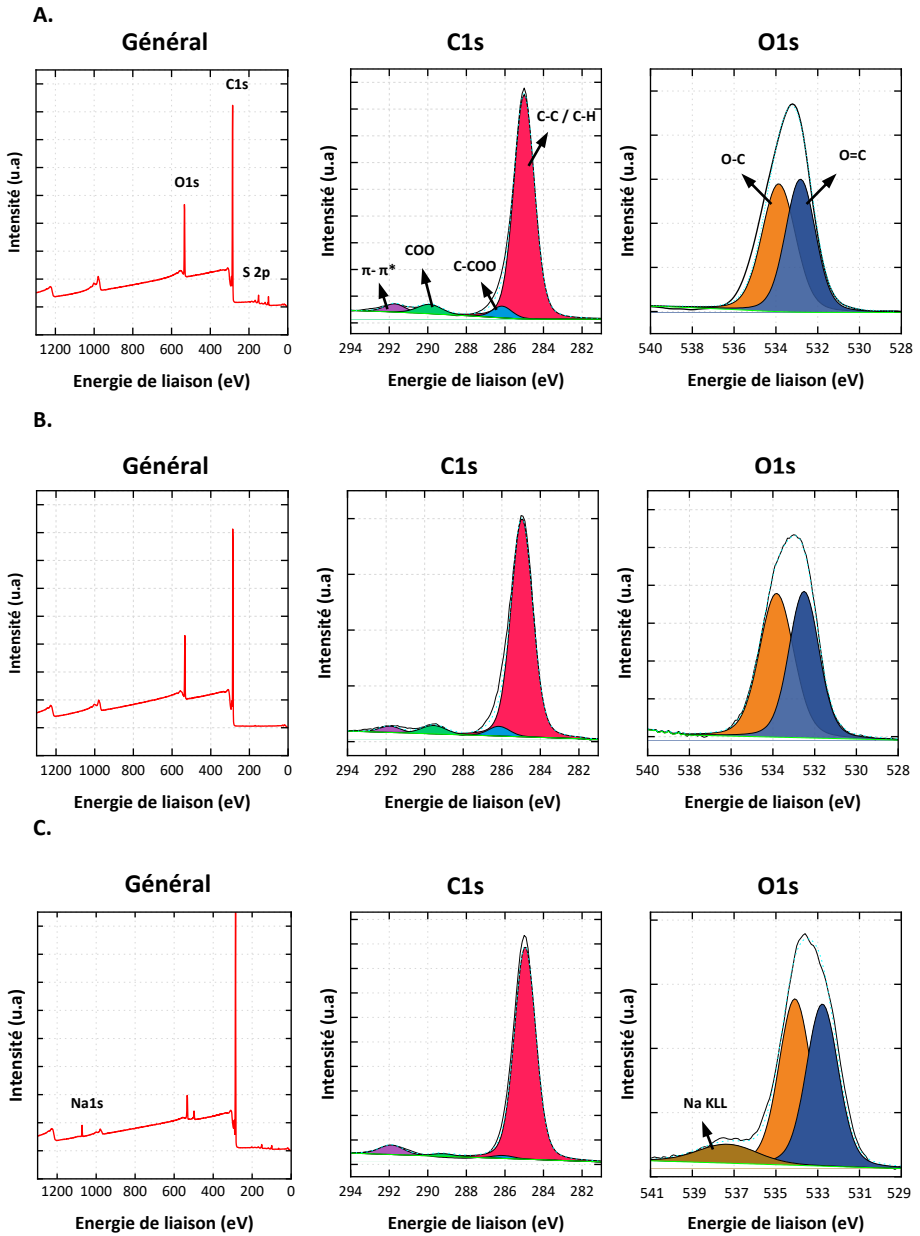 A.
Général
C1s
O1s
Intensité (u.a)
C1s
O1s
S 2p
1200 1000 800 600 400 200 0
Energie de liaison (eV)
Intensité (u.a)
C-C / C-H
COO
π- π*
C-COO
294 292 290 288 286 284 282
Energie de liaison (eV)
Intensité (u.a)
O-C
O=C
540 538 536 534 532 530 528
Energie de liaison (eV)
B.
Général
C1s
O1s
Intensité (u.a)
1200 1000 800 600 400 200 0
Energie de liaison (eV)
Intensité (u.a)
294 292 290 288 286 284 282
Energie de liaison (eV)
Intensité (u.a)
540 538 536 534 532 530 528
Energie de liaison (eV)
C.
Général
C1s
O1s
Intensité (u.a)
Na1s
1200 1000 800 600 400 200 0
Energie de liaison (eV)
Intensité (u.a)
294 292 290 288 286 284 282
Energie de liaison (eV)
Intensité (u.a)
Na KLL
541 539 537 535 533 531 529
Energie de liaison (eV)